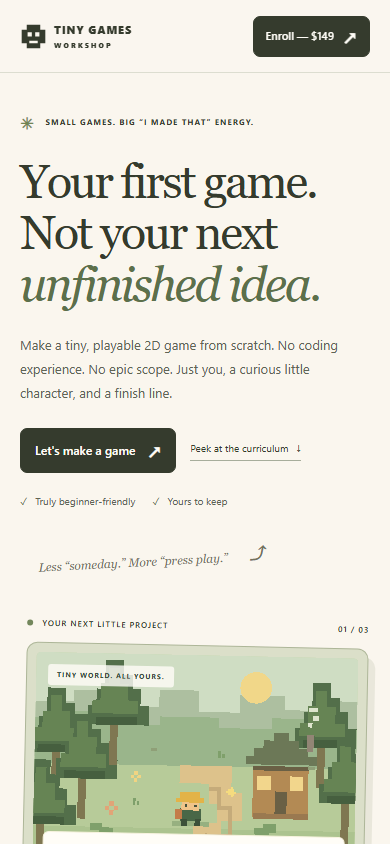 TINY GAMES
WORKSHOP
Enroll — $149 ↗
SMALL GAMES. BIG “I MADE THAT” ENERGY.
Your first game.
Not your next
unfinished idea.
Make a tiny, playable 2D game from scratch. No coding
experience. No epic scope. Just you, a curious little
character, and a finish line.
Let's make a game ↗
Peek at the curriculum ↓
✓ Truly beginner-friendly ✓ Yours to keep
Less “someday.” More “press play.”
YOUR NEXT LITTLE PROJECT
01 / 03
TINY WORLD. ALL YOURS.